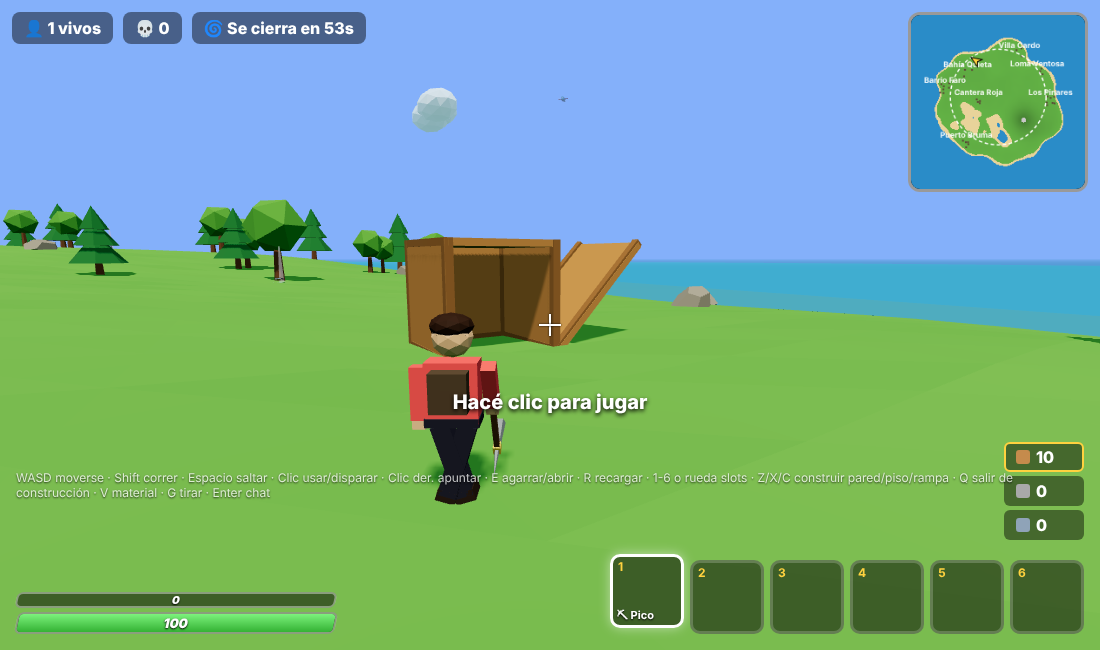 1 vivos
0
Se cierra en 53s
Villa Cardo
Bahía Quieta
Loma Ventosa
Barrio Faro
Cantera Roja
Los Pinares
Puerto Bruma
Hacé clic para jugar
WASD moverse · Shift correr · Espacio saltar · Clic usar/disparar · Clic der. apuntar · E agarrar/abrir · R recargar · 1-6 o rueda slots · Z/X/C construir pared/piso/rampa · Q salir de
construcción · V material · G tirar · Enter chat
10
0
0
1
2
3
4
5
6
Pico
0
100